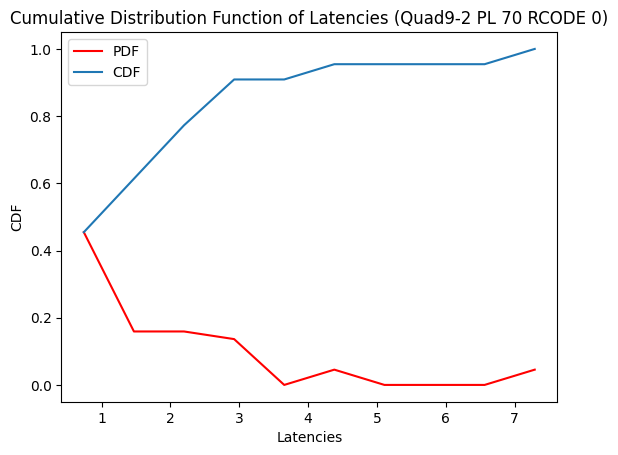 Cumulative Distribution Function of Latencies (Quad9-2 PL 70 RCODE 0)
PDF
CDF
1.0
0.8
0.6
0.4
0.2
0.0
CDF
1 2 3 4 5 6 7
Latencies